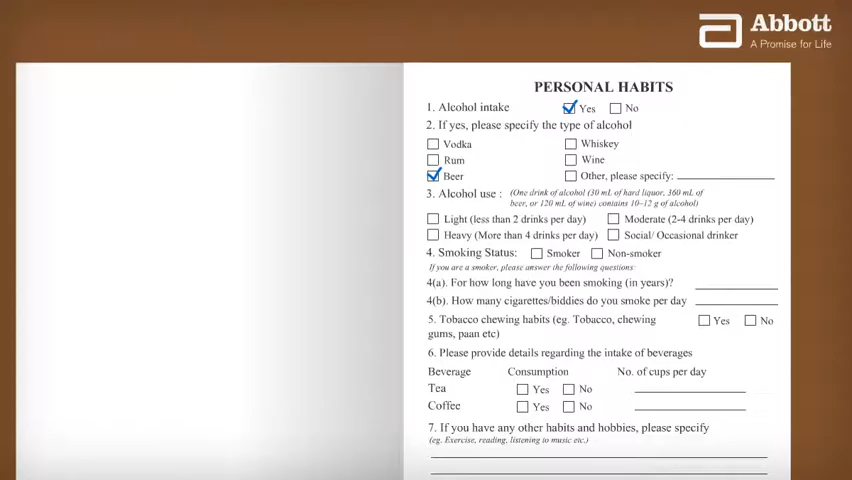 Abbott
A Promise for Life
PERSONAL HABITS
1. Alcohol intake Yes No
2. If yes, please specify the type of alcohol
Vodka Whiskey
Rum Wine
Beer Other, please specify:
3. Alcohol use : (One drink of alcohol (30 mL of hard liquor, 360 mL of
beer, or 120 mL of wine) contains 10–12 g of alcohol)
Light (less than 2 drinks per day) Moderate (2-4 drinks per day)
Heavy (More than 4 drinks per day) Social/ Occasional drinker
4. Smoking Status: Smoker Non-smoker
If you are a smoker, please answer the following questions:
4(a). For how long have you been smoking (in years)?
4(b). How many cigarettes/biddies do you smoke per day
5. Tobacco chewing habits (eg. Tobacco, chewing Yes No
gums, paan etc)
6. Please provide details regarding the intake of beverages
Beverage Consumption No. of cups per day
Tea Yes No
Coffee Yes No
7. If you have any other habits and hobbies, please specify
(eg. Exercise, reading, listening to music etc.)